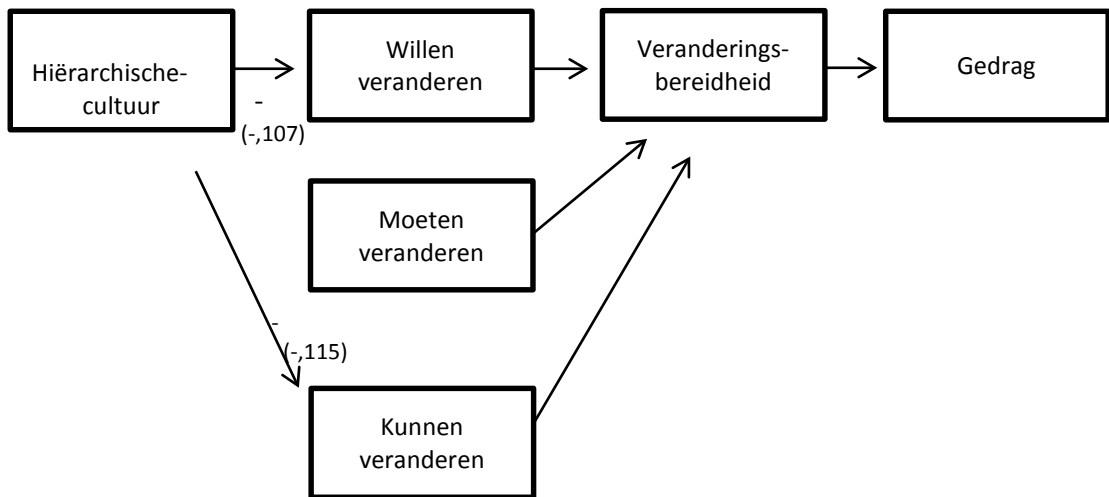 Hiërarchische-
cultuur
-
(-,107)
Willen
veranderen
Veranderings-
bereidheid
Gedrag
Moeten
veranderen
-
(-,115)
Kunnen
veranderen